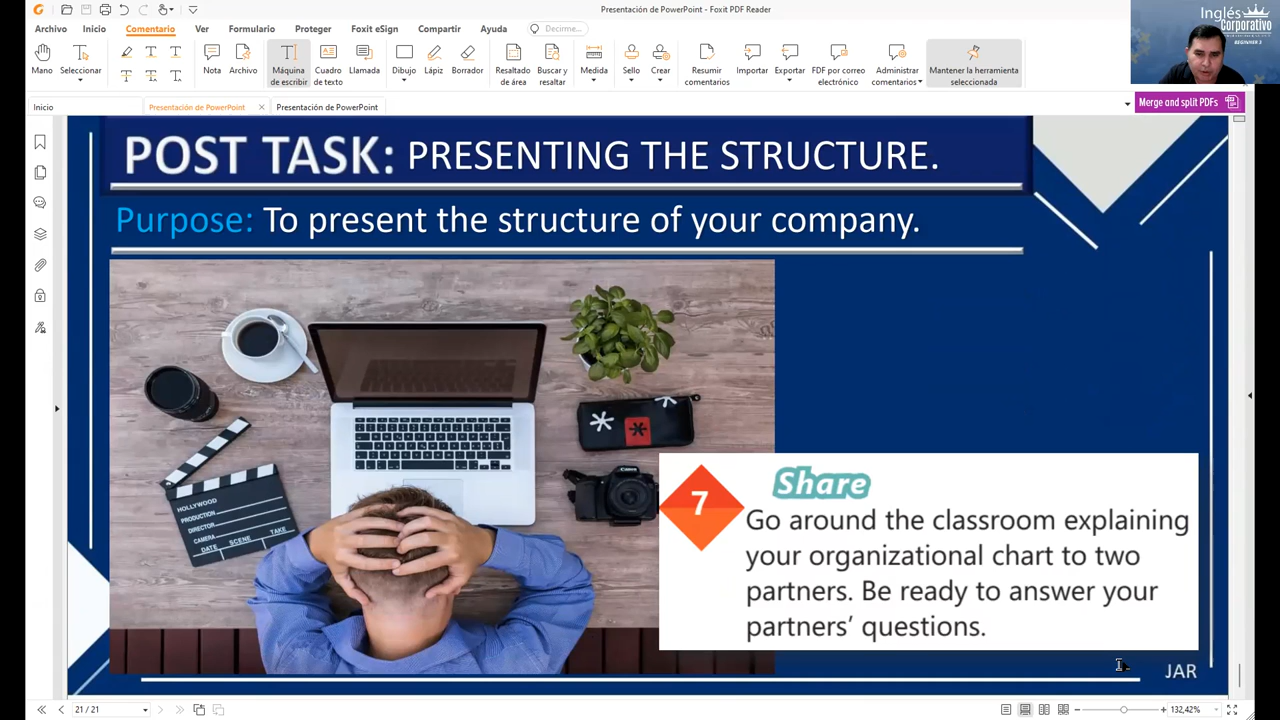 Presentación de PowerPoint - Foxit PDF Reader
Archivo Inicio Comentario Ver Formulario Proteger Foxit eSign Compartir Ayuda Decirme...
Mano Seleccionar Nota Archivo Máquina de escribir Cuadro de texto Llamada Dibujo Lápiz Borrador Resaltado de área Buscar y resaltar Medida Sello Crear Resumir comentarios Importar Exportar PDF por correo electrónico Administrar comentarios Mantener la herramienta seleccionada
Inglés
Corporativo
BEGINNER 2
Inicio Presentación de PowerPoint Presentación de PowerPoint
Merge and split PDFs
POST TASK: PRESENTING THE STRUCTURE.
Purpose: To present the structure of your company.
HOLLYWOOD
PRODUCTION
DIRECTOR
CAMERA
DATE SCENE TAKE
Canon
7
Share
Go around the classroom explaining
your organizational chart to two
partners. Be ready to answer your
partners’ questions.
JAR
21 / 21
132,42%